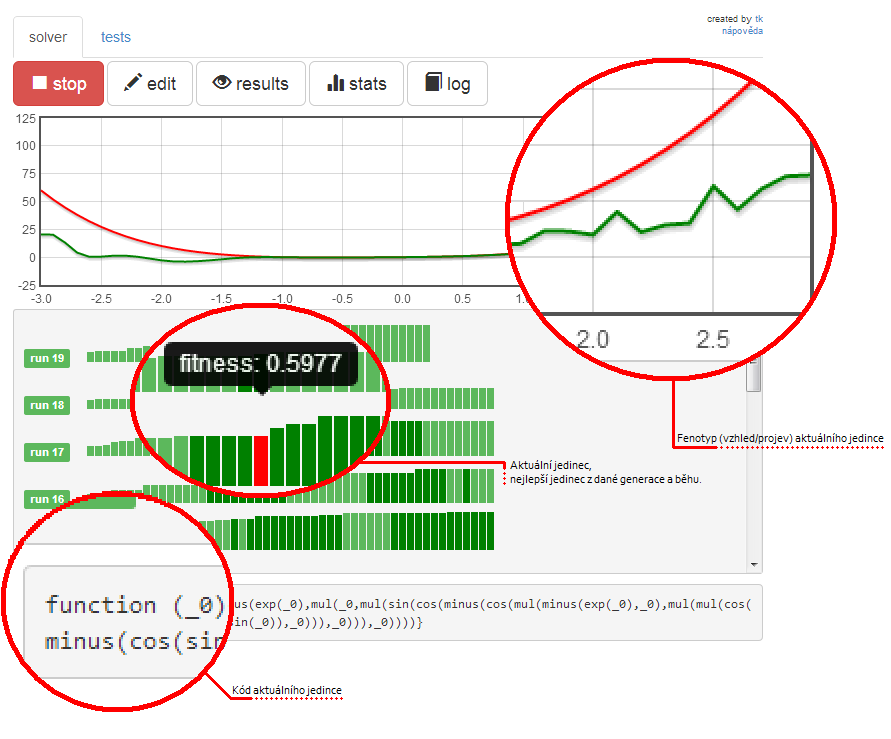 created by tk
nápověda
solver tests
stop edit results stats log
125
100
75
50
25
0
-25
-3.0 -2.5 -2.0 -1.5 -1.0 -0.5 0.0 0.5
2.0 2.5
run 19
fitness: 0.5977
run 18
run 17
run 16
Fenotyp (vzhled/projev) aktuálního jedince
Aktuální jedinec,
nejlepší jedinec z dané generace a běhu.
function (_0)
minus(cos(sin
us(exp(_0),mul(_0,mul(sin(cos(minus(cos(mul(minus(exp(_0),_0),mul(mul(cos(
sin(_0)),_0))),_0))),_0))))}
Kód aktuálního jedince